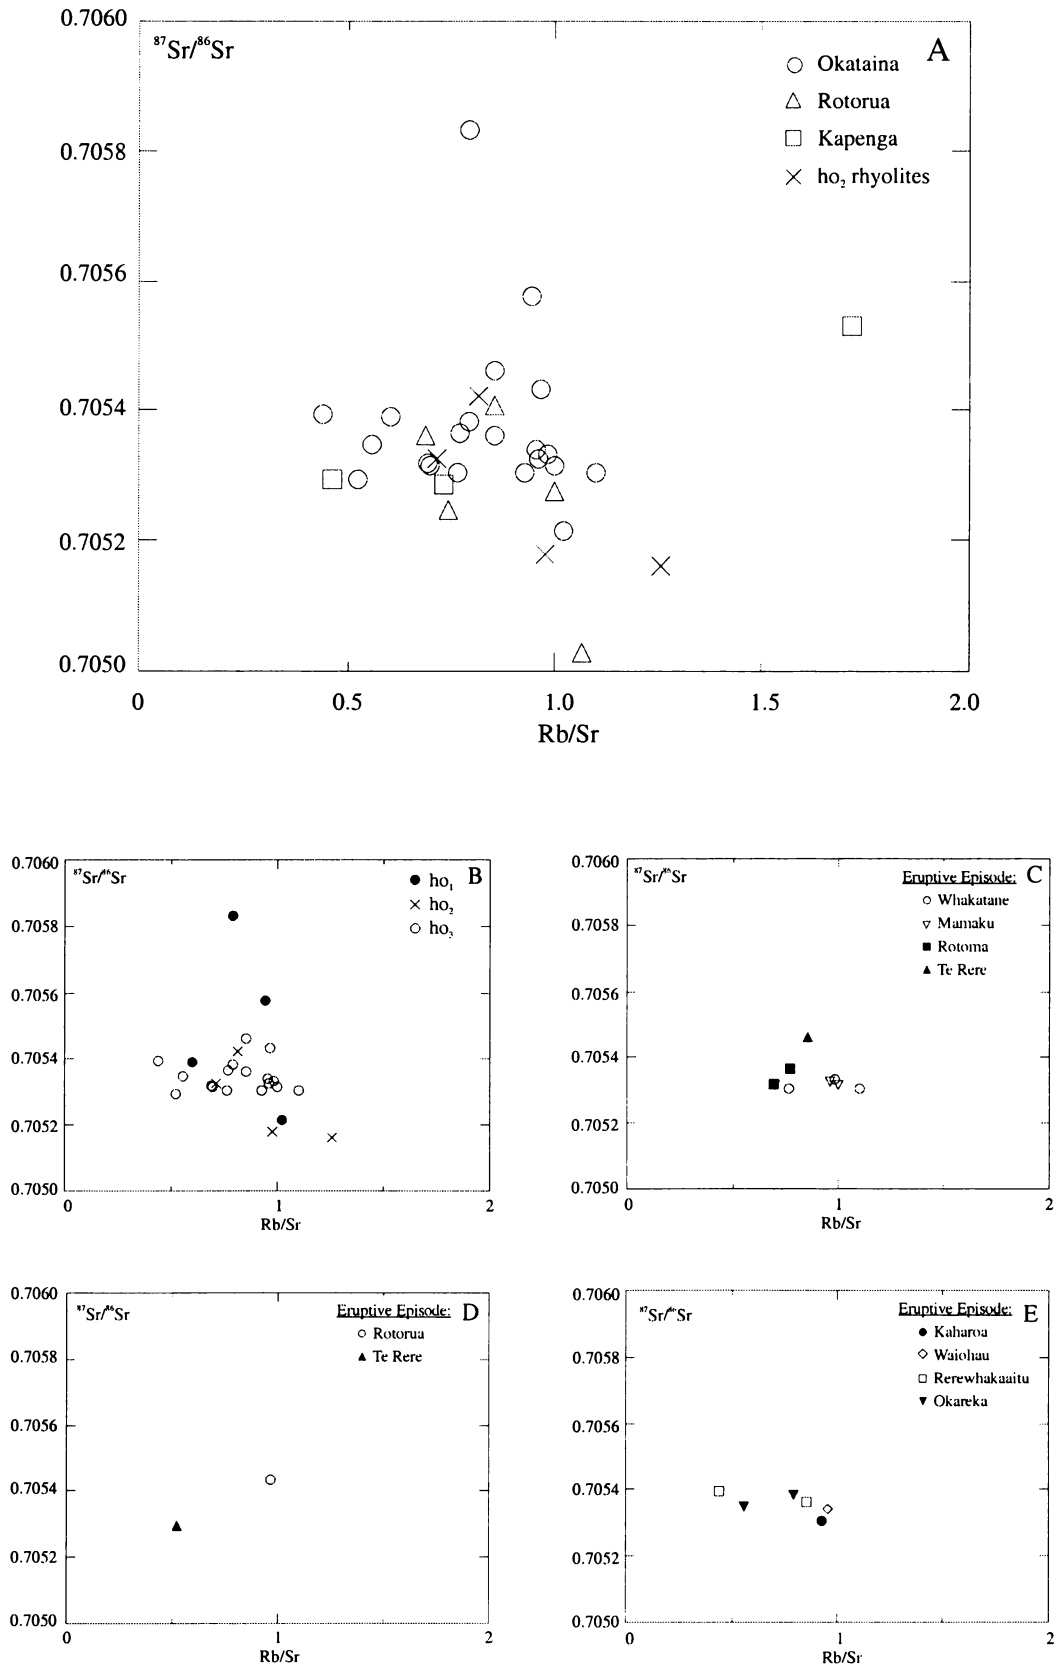 0.7060
⁸⁷Sr/⁸⁶Sr
A
Okataina
Rotorua
Kapenga
ho₂ rhyolites
0.7058
0.7056
0.7054
0.7052
0.7050
0 0.5 1.0 1.5 2.0
Rb/Sr
0.7060
⁸⁷Sr/⁸⁶Sr
B
ho₁
ho₂
ho₃
0.7058
0.7056
0.7054
0.7052
0.7050
0 1 2
Rb/Sr
0.7060
⁸⁷Sr/⁸⁶Sr
C
Eruptive Episode:
Whakatane
Mamaku
Rotoma
Te Rere
0.7058
0.7056
0.7054
0.7052
0.7050
0 1 2
Rb/Sr
0.7060
⁸⁷Sr/⁸⁶Sr
D
Eruptive Episode:
Rotorua
Te Rere
0.7058
0.7056
0.7054
0.7052
0.7050
0 1 2
Rb/Sr
0.7060
⁸⁷Sr/⁸⁶Sr
E
Eruptive Episode:
Kaharoa
Waiohau
Rerewhakaaitu
Okareka
0.7058
0.7056
0.7054
0.7052
0.7050
0 1 2
Rb/Sr